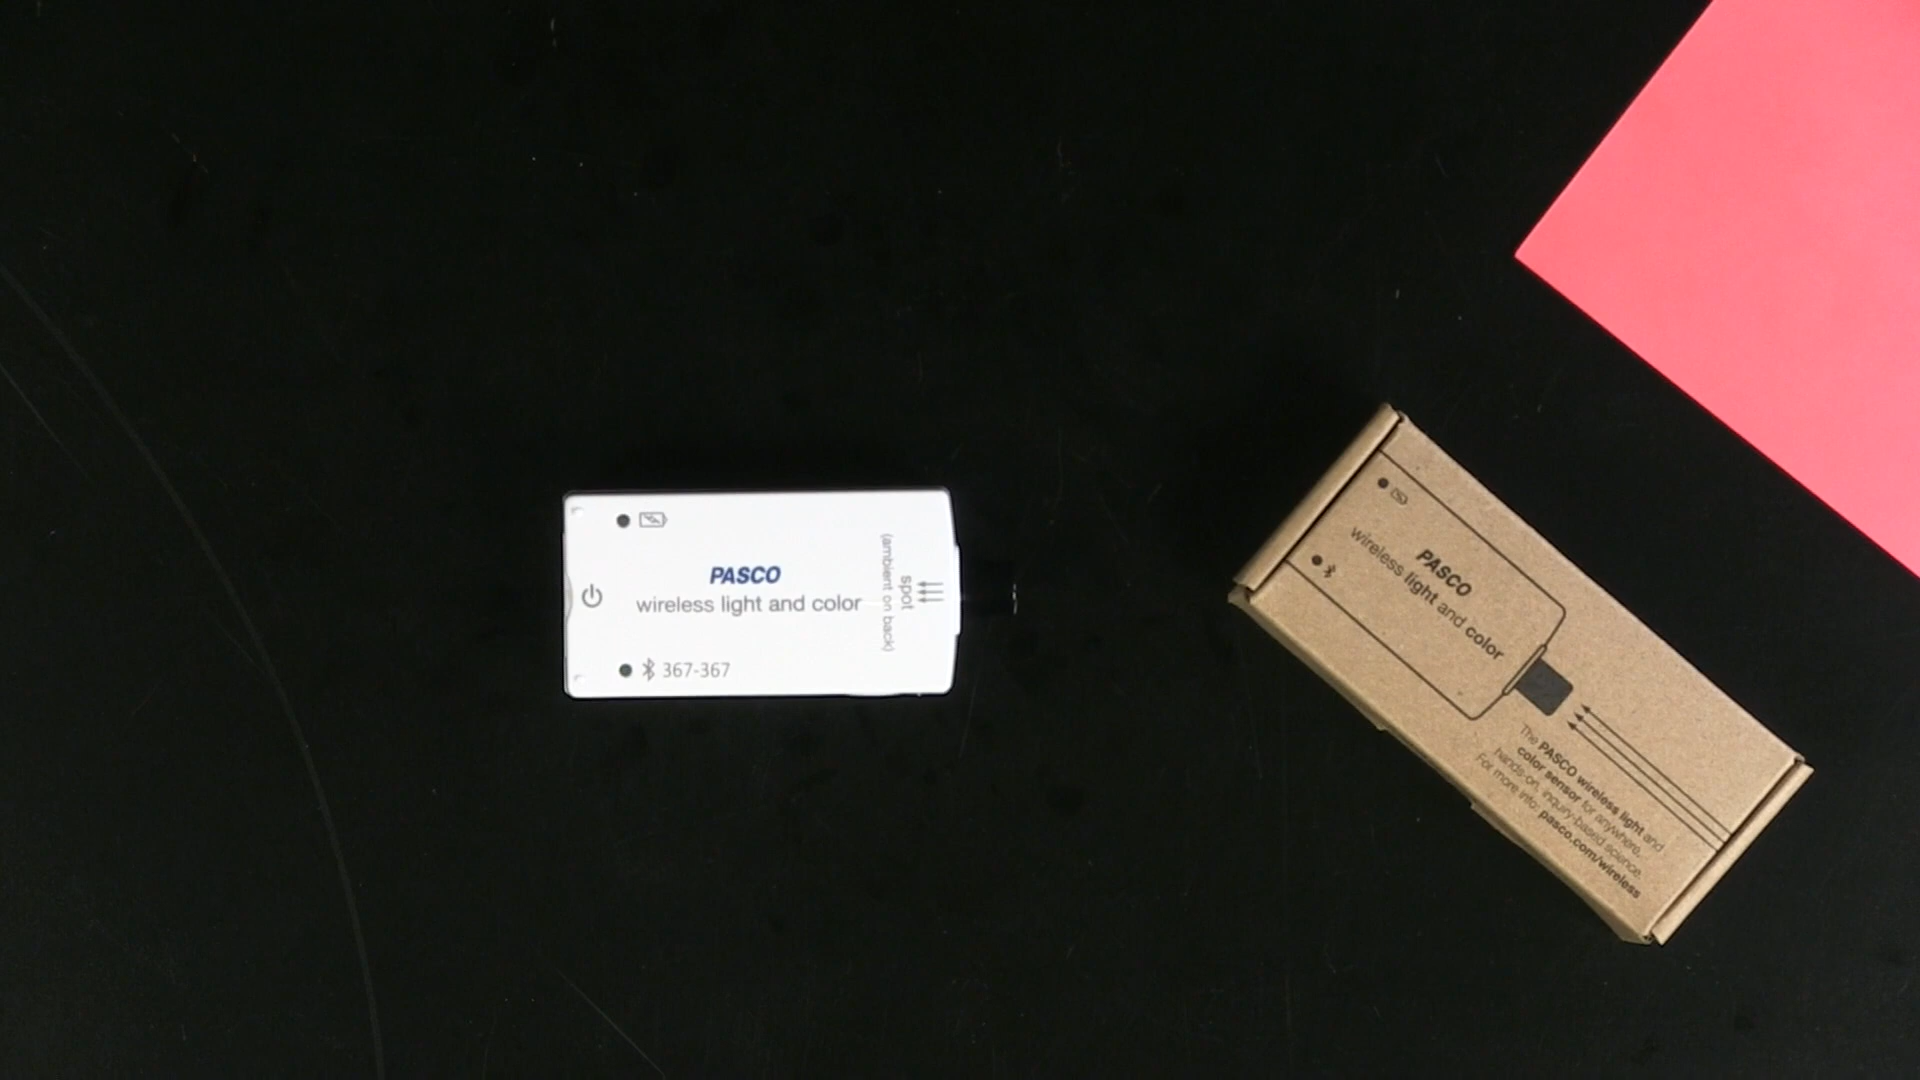 PASCO
wireless light and color
spot
(ambient on back)
367-367
PASCO
wireless light and color
The PASCO wireless light and
color sensor for anywhere,
hands-on, inquiry-based science.
For more info: pasco.com/wireless